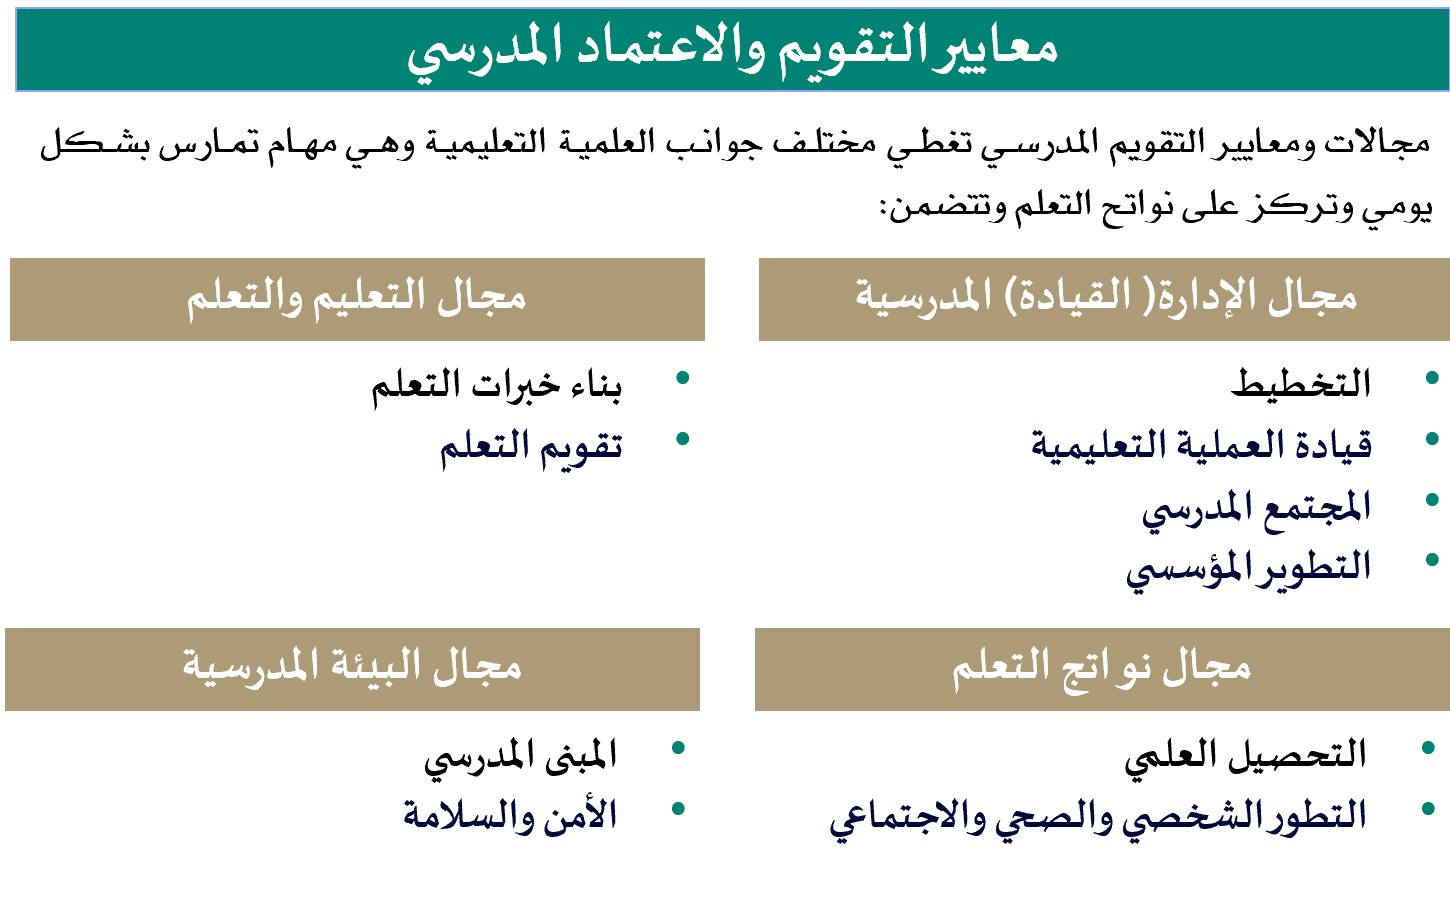 معايير التقويم والاعتماد المدرسي
مجالات ومعايير التقويم المدرسي تغطي مختلف جوانب العلمية التعليمية وهي مهام تمارس بشكل
يومي وتركز على نواتج التعلم وتتضمن:
مجال الإدارة( القيادة) المدرسية
• التخطيط
• قيادة العملية التعليمية
• المجتمع المدرسي
• التطوير المؤسسي
مجال التعليم والتعلم
• بناء خبرات التعلم
• تقويم التعلم
مجال نواتج التعلم
• التحصيل العلمي
• التطور الشخصي والصحي والاجتماعي
مجال البيئة المدرسية
• المبنى المدرسي
• الأمن والسلامة